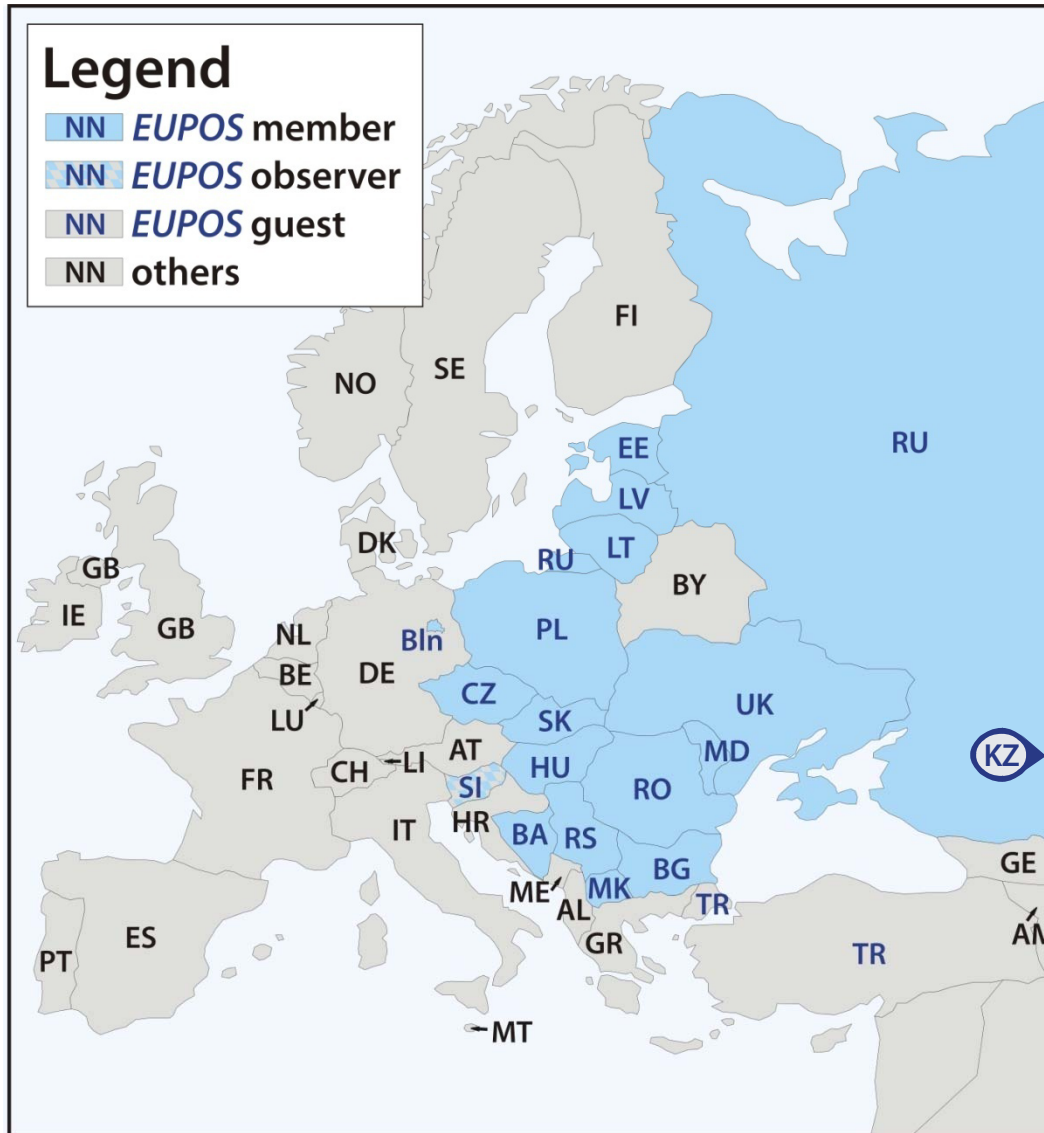 Legend
NN EUPOS member
NN EUPOS observer
NN EUPOS guest
NN others
FI
NO
SE
RU
EE
LV
DK
LT
RU
GB
BY
IE
GB
NL
Bln
PL
BE
DE
CZ
LU
SK
UK
AT
MD
KZ
CH
LI
HU
FR
SI
RO
HR
IT
BA
RS
GE
BG
ME
MK
AL
TR
AM
ES
GR
PT
TR
MT